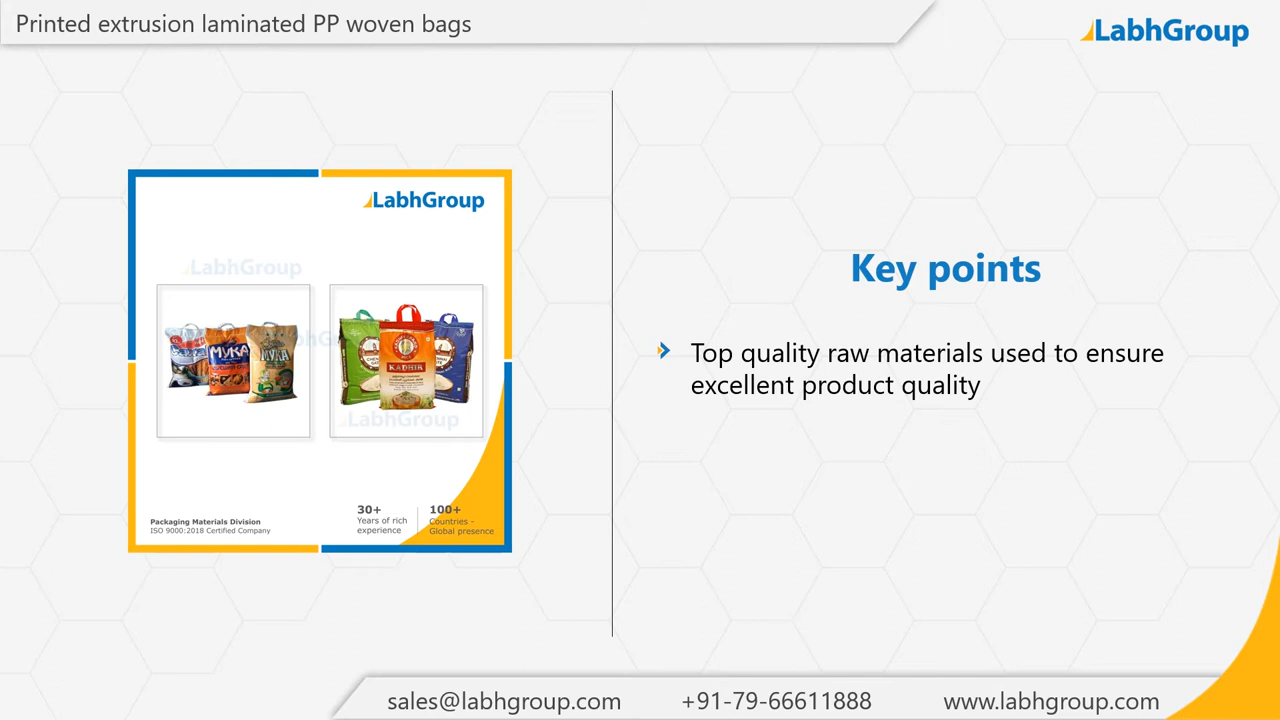 Printed extrusion laminated PP woven bags
LabhGroup
LabhGroup
LabhGroup
МУКА
МУКА
KADHIR
LabhGroup
30+
Years of rich
experience
100+
Countries -
Global presence
Packaging Materials Division
ISO 9000:2018 Certified Company
Key points
Top quality raw materials used to ensure
excellent product quality
sales@labhgroup.com
+91-79-66611888
www.labhgroup.com